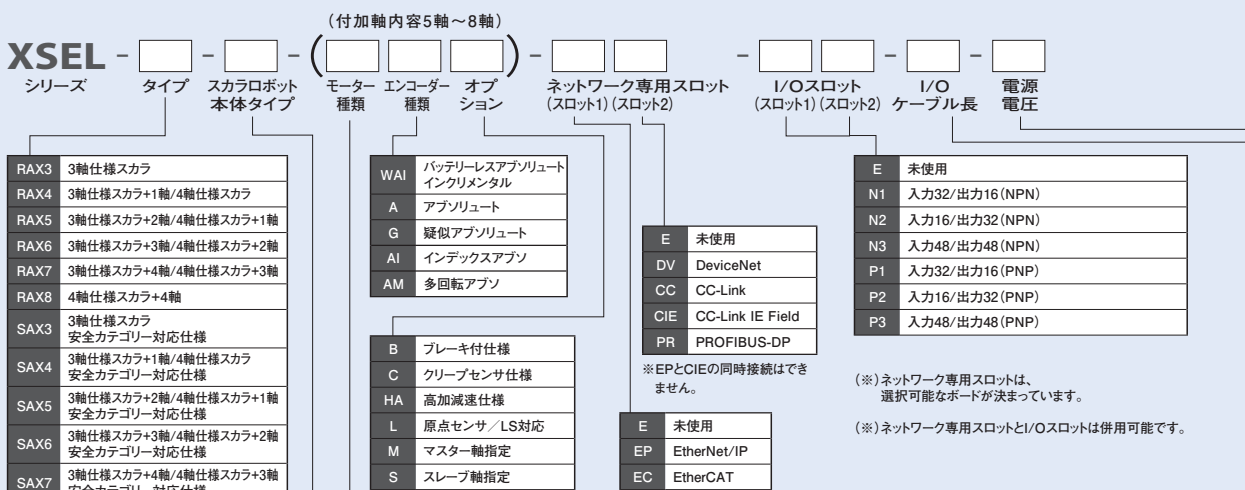 (付加軸内容5軸～8軸)
XSEL - - - ( ) - - - -
シリーズ タイプ スカラロボット本体タイプ モーター種類 エンコーダー種類 オプション ネットワーク専用スロット (スロット1)(スロット2) I/Oスロット (スロット1)(スロット2) I/Oケーブル長 電源電圧
RAX3 3軸仕様スカラ
RAX4 3軸仕様スカラ+1軸/4軸仕様スカラ
RAX5 3軸仕様スカラ+2軸/4軸仕様スカラ+1軸
RAX6 3軸仕様スカラ+3軸/4軸仕様スカラ+2軸
RAX7 3軸仕様スカラ+4軸/4軸仕様スカラ+3軸
RAX8 4軸仕様スカラ+4軸
SAX3 3軸仕様スカラ
安全カテゴリー対応仕様
SAX4 3軸仕様スカラ+1軸/4軸仕様スカラ
安全カテゴリー対応仕様
SAX5 3軸仕様スカラ+2軸/4軸仕様スカラ+1軸
安全カテゴリー対応仕様
SAX6 3軸仕様スカラ+3軸/4軸仕様スカラ+2軸
安全カテゴリー対応仕様
SAX7 3軸仕様スカラ+4軸/4軸仕様スカラ+3軸
WAI バッテリーレスアブソリュート
インクリメンタル
A アブソリュート
G 疑似アブソリュート
AI インデックスアブソ
AM 多回転アブソ
B ブレーキ付仕様
C クリープセンサ仕様
HA 高加減速仕様
L 原点センサ／LS対応
M マスター軸指定
S スレーブ軸指定
E 未使用
DV DeviceNet
CC CC-Link
CIE CC-Link IE Field
PR PROFIBUS-DP
※EPとCIEの同時接続はでき
ません。
E 未使用
EP EtherNet/IP
EC EtherCAT
E 未使用
N1 入力32/出力16(NPN)
N2 入力16/出力32(NPN)
N3 入力48/出力48(NPN)
P1 入力32/出力16(PNP)
P2 入力16/出力32(PNP)
P3 入力48/出力48(PNP)
(※)ネットワーク専用スロットは、
選択可能なボードが決まっています。
(※)ネットワーク専用スロットとI/Oスロットは併用可能です。